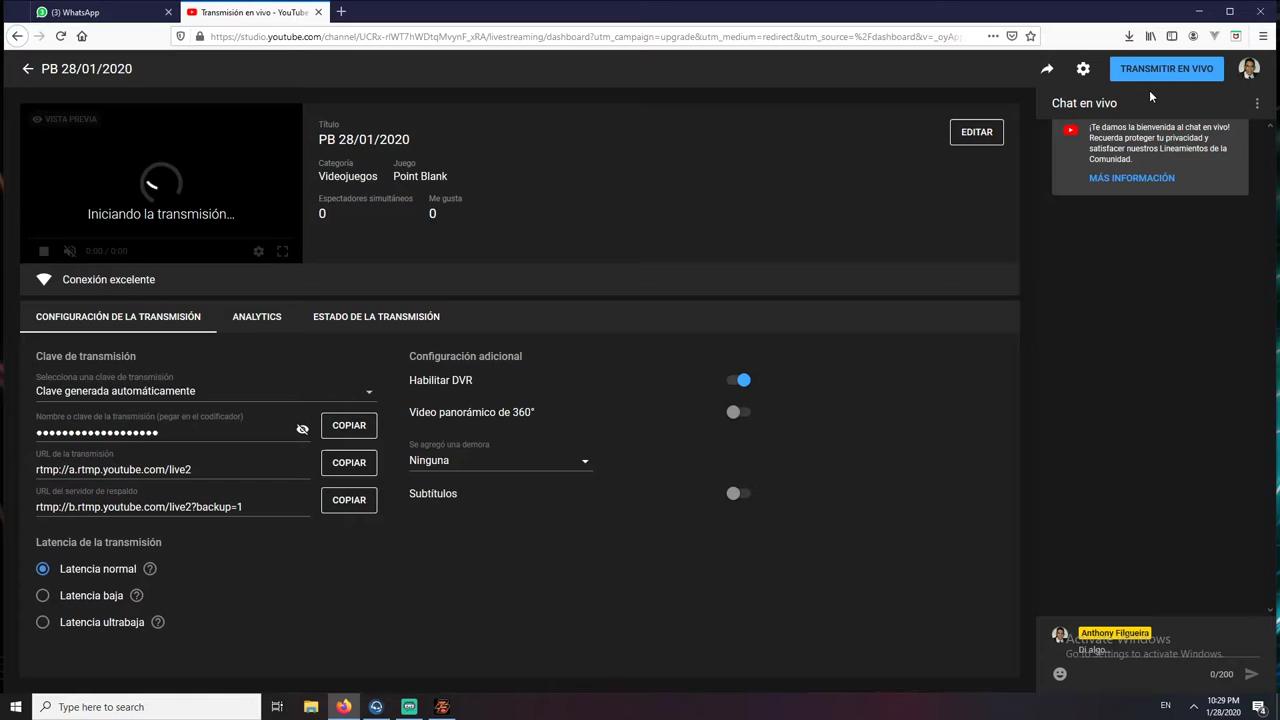 (3) WhatsApp
Transmisión en vivo - YouTube
https://studio.youtube.com/channel/UCRx-rIWT7hWDtqMvynF_xRA/livestreaming/dashboard?utm_campaign=upgrade&utm_medium=redirect&utm_source=%2Fdashboard&v=_oyAp
PB 28/01/2020
TRANSMITIR EN VIVO
VISTA PREVIA
Iniciando la transmisión...
0:00 / 0:00
Título
PB 28/01/2020
Categoría
Juego
Videojuegos
Point Blank
Espectadores simultáneos
Me gusta
0
0
EDITAR
Chat en vivo
¡Te damos la bienvenida al chat en vivo!
Recuerda proteger tu privacidad y
satisfacer nuestros Lineamientos de la
Comunidad.
MÁS INFORMACIÓN
Conexión excelente
CONFIGURACIÓN DE LA TRANSMISIÓN
ANALYTICS
ESTADO DE LA TRANSMISIÓN
Clave de transmisión
Selecciona una clave de transmisión
Clave generada automáticamente
Nombre o clave de la transmisión (pegar en el codificador)
•••••••••••••••••••
COPIAR
URL de la transmisión
rtmp://a.rtmp.youtube.com/live2
COPIAR
URL del servidor de respaldo
rtmp://b.rtmp.youtube.com/live2?backup=1
COPIAR
Latencia de la transmisión
Latencia normal
Latencia baja
Latencia ultrabaja
Configuración adicional
Habilitar DVR
Video panorámico de 360°
Se agregó una demora
Ninguna
Subtítulos
Anthony Filgueira
Di algo...
Activate Windows
Go to Settings to activate Windows.
0/200
Type here to search
EN
10:29 PM
1/28/2020
4